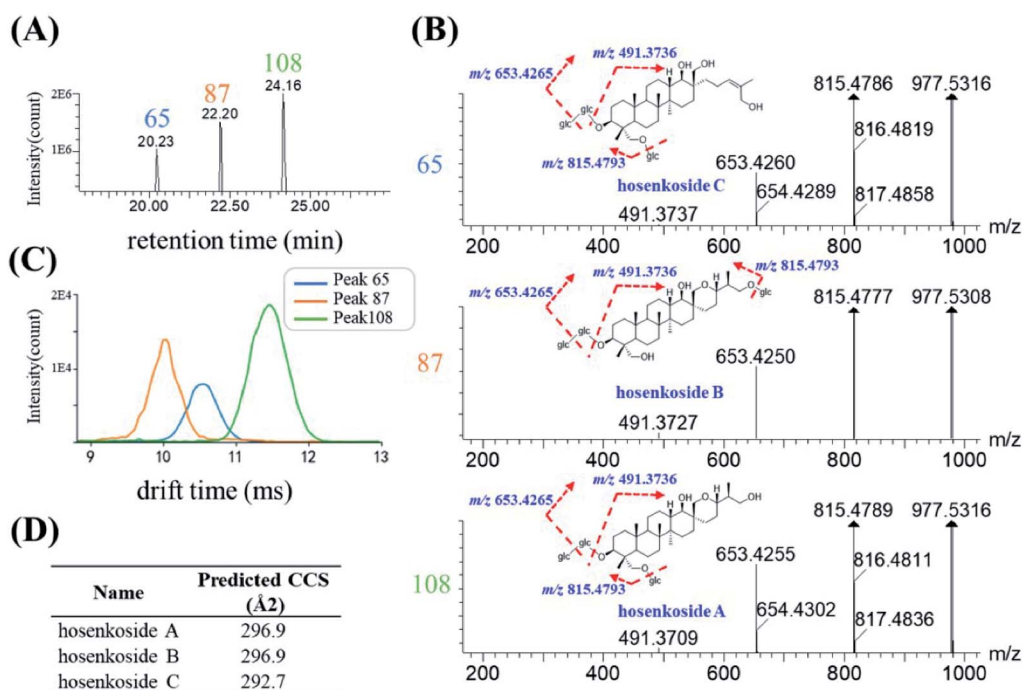 (A)
Intensity(count)
2E6
1E6
65
20.23
87
22.20
108
24.16
20.00
22.50
25.00
retention time (min)
(B)
65
m/z 653.4265
m/z 491.3736
H
OH
OH
OH
glc
glc
O
O
glc
m/z 815.4793
hosenkoside C
491.3737
653.4260
654.4289
815.4786
816.4819
817.4858
977.5316
200
400
600
800
1000
m/z
87
m/z 653.4265
m/z 491.3736
m/z 815.4793
H
OH
O
O
glc
glc
glc
O
OH
hosenkoside B
491.3727
653.4250
815.4777
977.5308
200
400
600
800
1000
m/z
108
m/z 653.4265
m/z 491.3736
H
OH
O
OH
glc
glc
O
O
glc
m/z 815.4793
hosenkoside A
491.3709
653.4255
654.4302
815.4789
816.4811
817.4836
977.5316
200
400
600
800
1000
m/z
(C)
Intensity(count)
2E4
1E4
Peak 65
Peak 87
Peak108
9
10
11
12
13
drift time (ms)
(D)
Name Predicted CCS
(Å2)
hosenkoside A 296.9
hosenkoside B 296.9
hosenkoside C 292.7